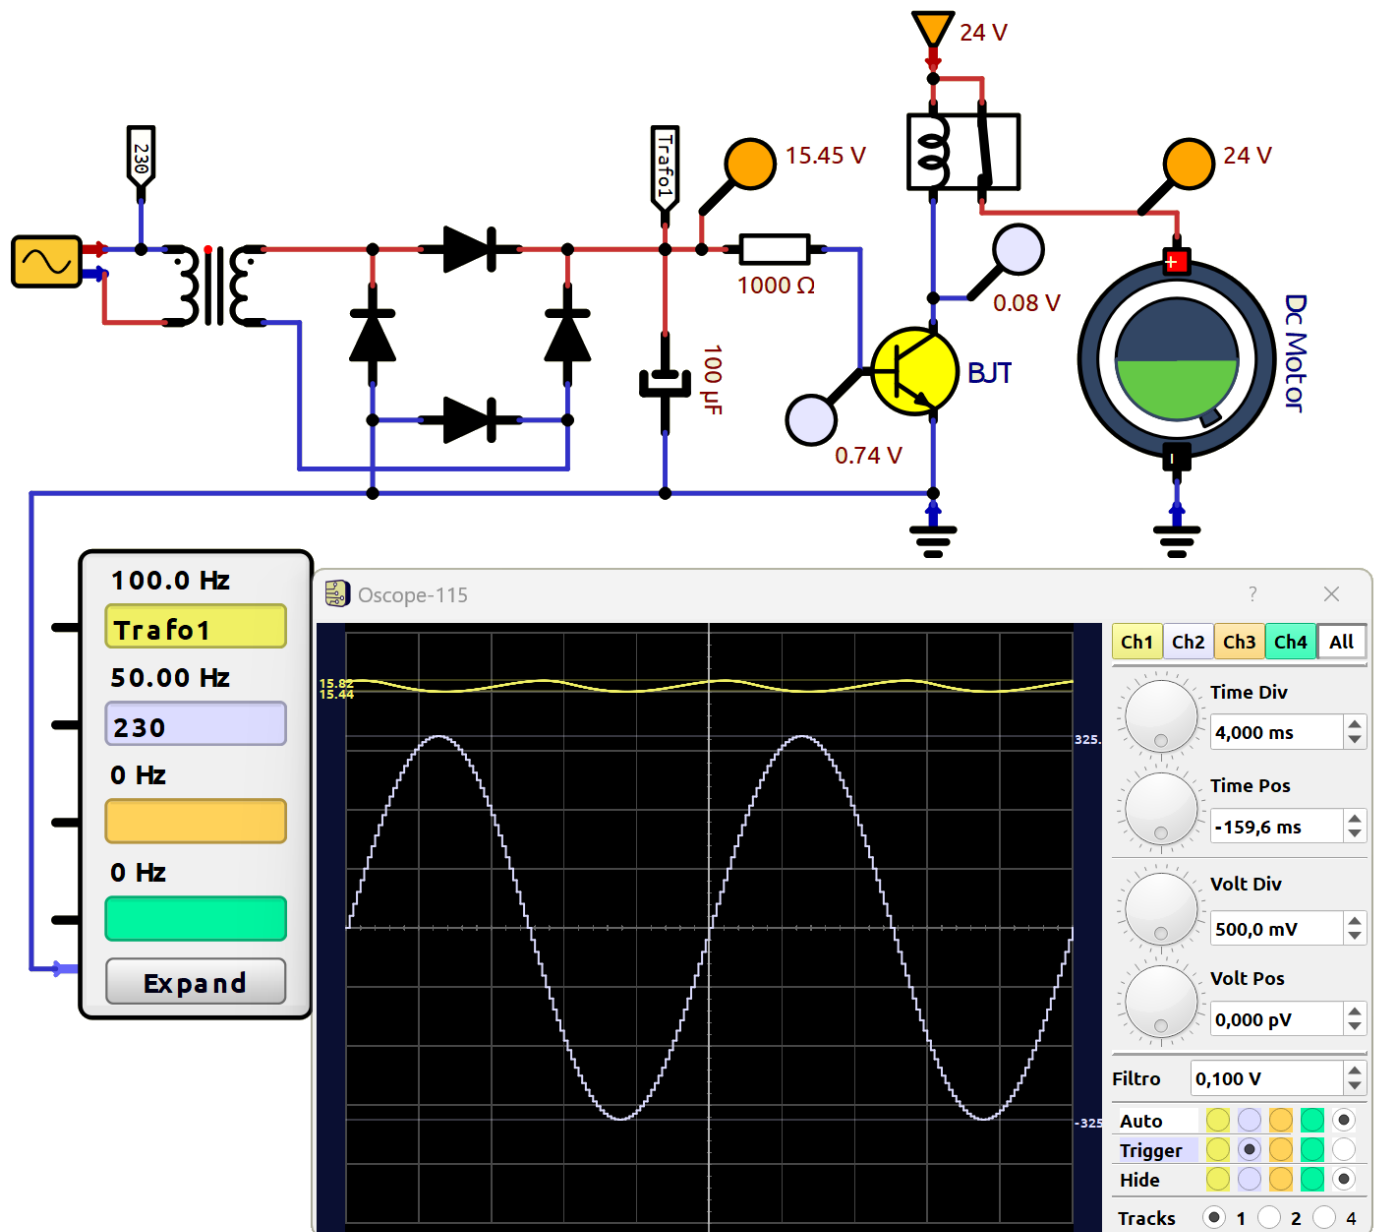 24 V
230
Trafo1
15.45 V
24 V
1000 Ω
0.08 V
100 µF
BJT
Dc Motor
0.74 V
+
100.0 Hz
Trafo1
50.00 Hz
230
0 Hz
0 Hz
Expand
Oscope-115
?
15.82
15.44
325.
-325
Ch1 Ch2 Ch3 Ch4 All
Time Div
4,000 ms
Time Pos
-159,6 ms
Volt Div
500,0 mV
Volt Pos
0,000 pV
Filtro 0,100 V
Auto
Trigger
Hide
Tracks 1 2 4